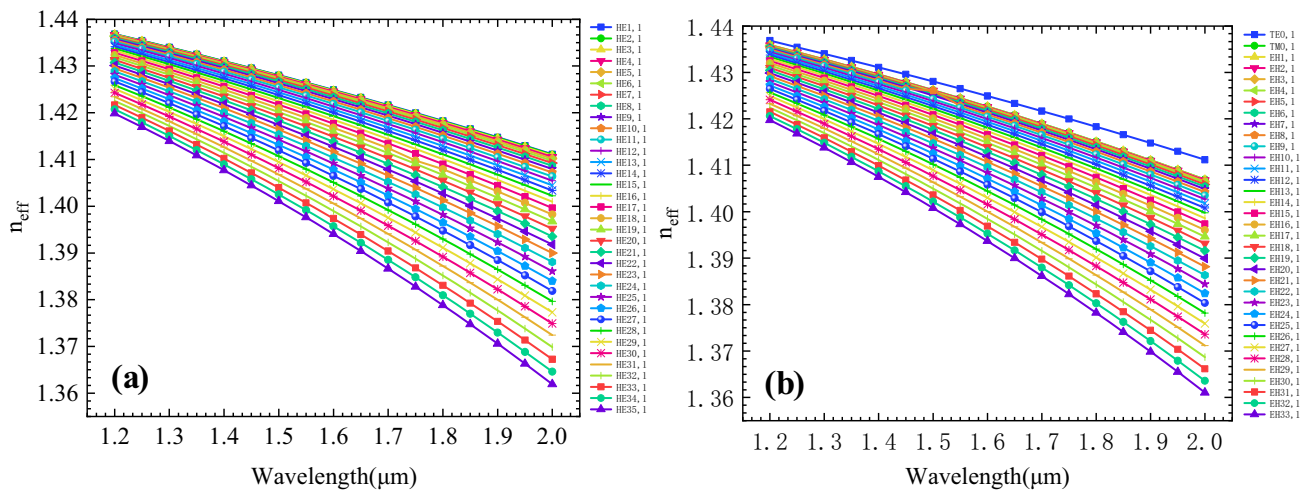 1.44
1.43
1.42
1.41
1.40
1.39
1.38
1.37
1.36
n_eff
1.2 1.3 1.4 1.5 1.6 1.7 1.8 1.9 2.0
Wavelength(μm)
(a)
HE1,1
HE2,1
HE3,1
HE4,1
HE5,1
HE6,1
HE7,1
HE8,1
HE9,1
HE10,1
HE11,1
HE12,1
HE13,1
HE14,1
HE15,1
HE16,1
HE17,1
HE18,1
HE19,1
HE20,1
HE21,1
HE22,1
HE23,1
HE24,1
HE25,1
HE26,1
HE27,1
HE28,1
HE29,1
HE30,1
HE31,1
HE32,1
HE33,1
HE34,1
HE35,1
1.44
1.43
1.42
1.41
1.40
1.39
1.38
1.37
1.36
n_eff
1.2 1.3 1.4 1.5 1.6 1.7 1.8 1.9 2.0
Wavelength(μm)
(b)
TE0,1
TM0,1
EH1,1
EH2,1
EH3,1
EH4,1
EH5,1
EH6,1
EH7,1
EH8,1
EH9,1
EH10,1
EH11,1
EH12,1
EH13,1
EH14,1
EH15,1
EH16,1
EH17,1
EH18,1
EH19,1
EH20,1
EH21,1
EH22,1
EH23,1
EH24,1
EH25,1
EH26,1
EH27,1
EH28,1
EH29,1
EH30,1
EH31,1
EH32,1
EH33,1